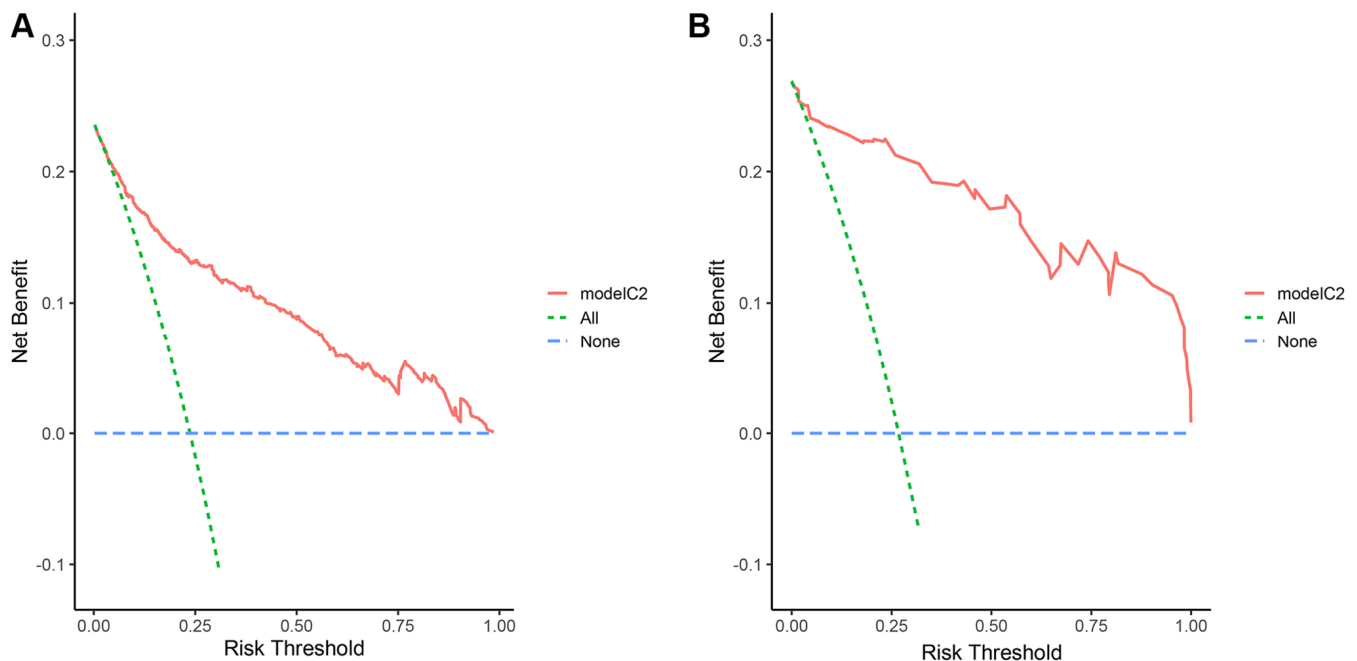 A
0.3
0.2
0.1
0.0
-0.1
Net Benefit
0.00 0.25 0.50 0.75 1.00
Risk Threshold
modelC2
All
None
B
0.3
0.2
0.1
0.0
-0.1
Net Benefit
0.00 0.25 0.50 0.75 1.00
Risk Threshold
modelC2
All
None